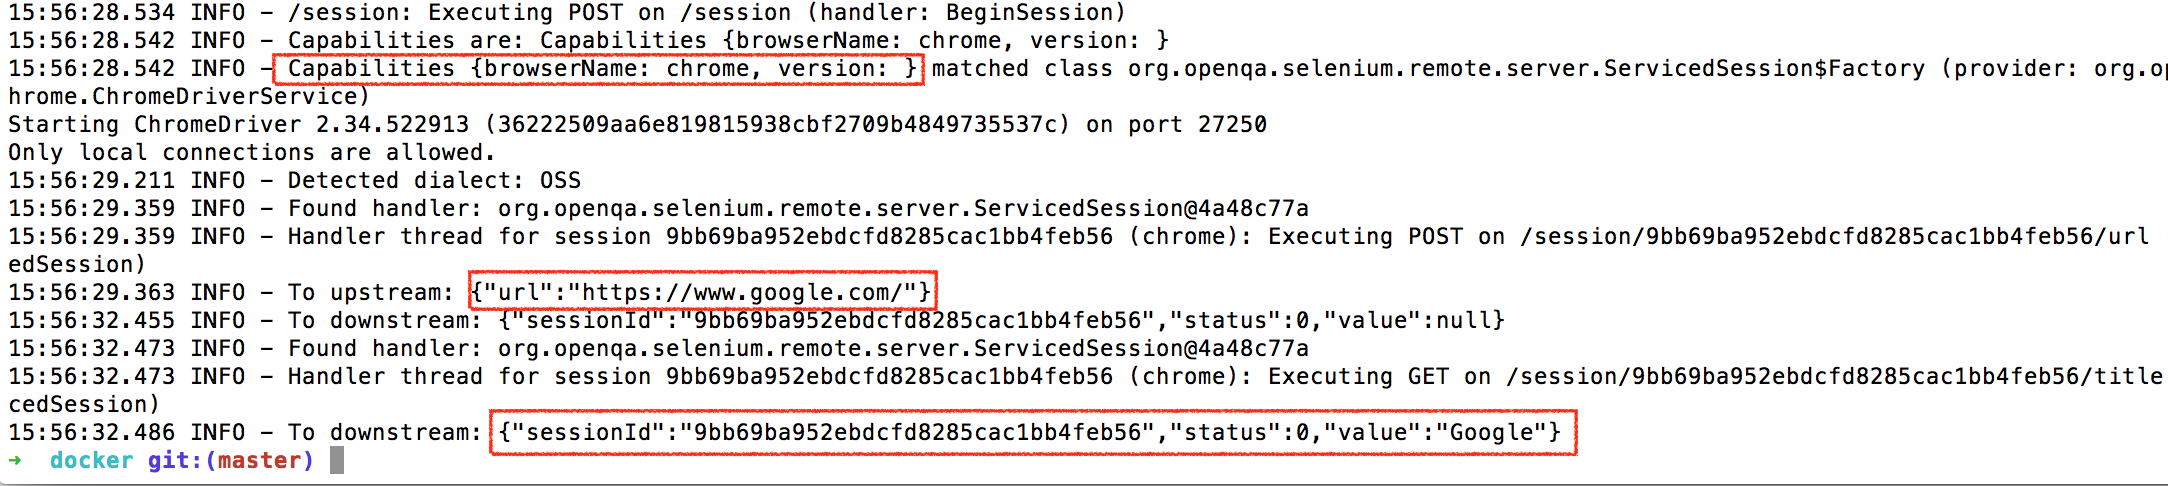 15:56:28.534 INFO - /session: Executing POST on /session (handler: BeginSession)
15:56:28.542 INFO - Capabilities are: Capabilities {browserName: chrome, version: }
15:56:28.542 INFO - Capabilities {browserName: chrome, version: } matched class org.openqa.selenium.remote.server.ServicedSession$Factory (provider: org.op
hrome.ChromeDriverService)
Starting ChromeDriver 2.34.522913 (36222509aa6e819815938cbf2709b4849735537c) on port 27250
Only local connections are allowed.
15:56:29.211 INFO - Detected dialect: OSS
15:56:29.359 INFO - Found handler: org.openqa.selenium.remote.server.ServicedSession@4a48c77a
15:56:29.359 INFO - Handler thread for session 9bb69ba952ebdcfd8285cac1bb4feb56 (chrome): Executing POST on /session/9bb69ba952ebdcfd8285cac1bb4feb56/url
edSession)
15:56:29.363 INFO - To upstream: {"url":"https://www.google.com/"}
15:56:32.455 INFO - To downstream: {"sessionId":"9bb69ba952ebdcfd8285cac1bb4feb56","status":0,"value":null}
15:56:32.473 INFO - Found handler: org.openqa.selenium.remote.server.ServicedSession@4a48c77a
15:56:32.473 INFO - Handler thread for session 9bb69ba952ebdcfd8285cac1bb4feb56 (chrome): Executing GET on /session/9bb69ba952ebdcfd8285cac1bb4feb56/title
cedSession)
15:56:32.486 INFO - To downstream: {"sessionId":"9bb69ba952ebdcfd8285cac1bb4feb56","status":0,"value":"Google"}
➜ docker git:(master)